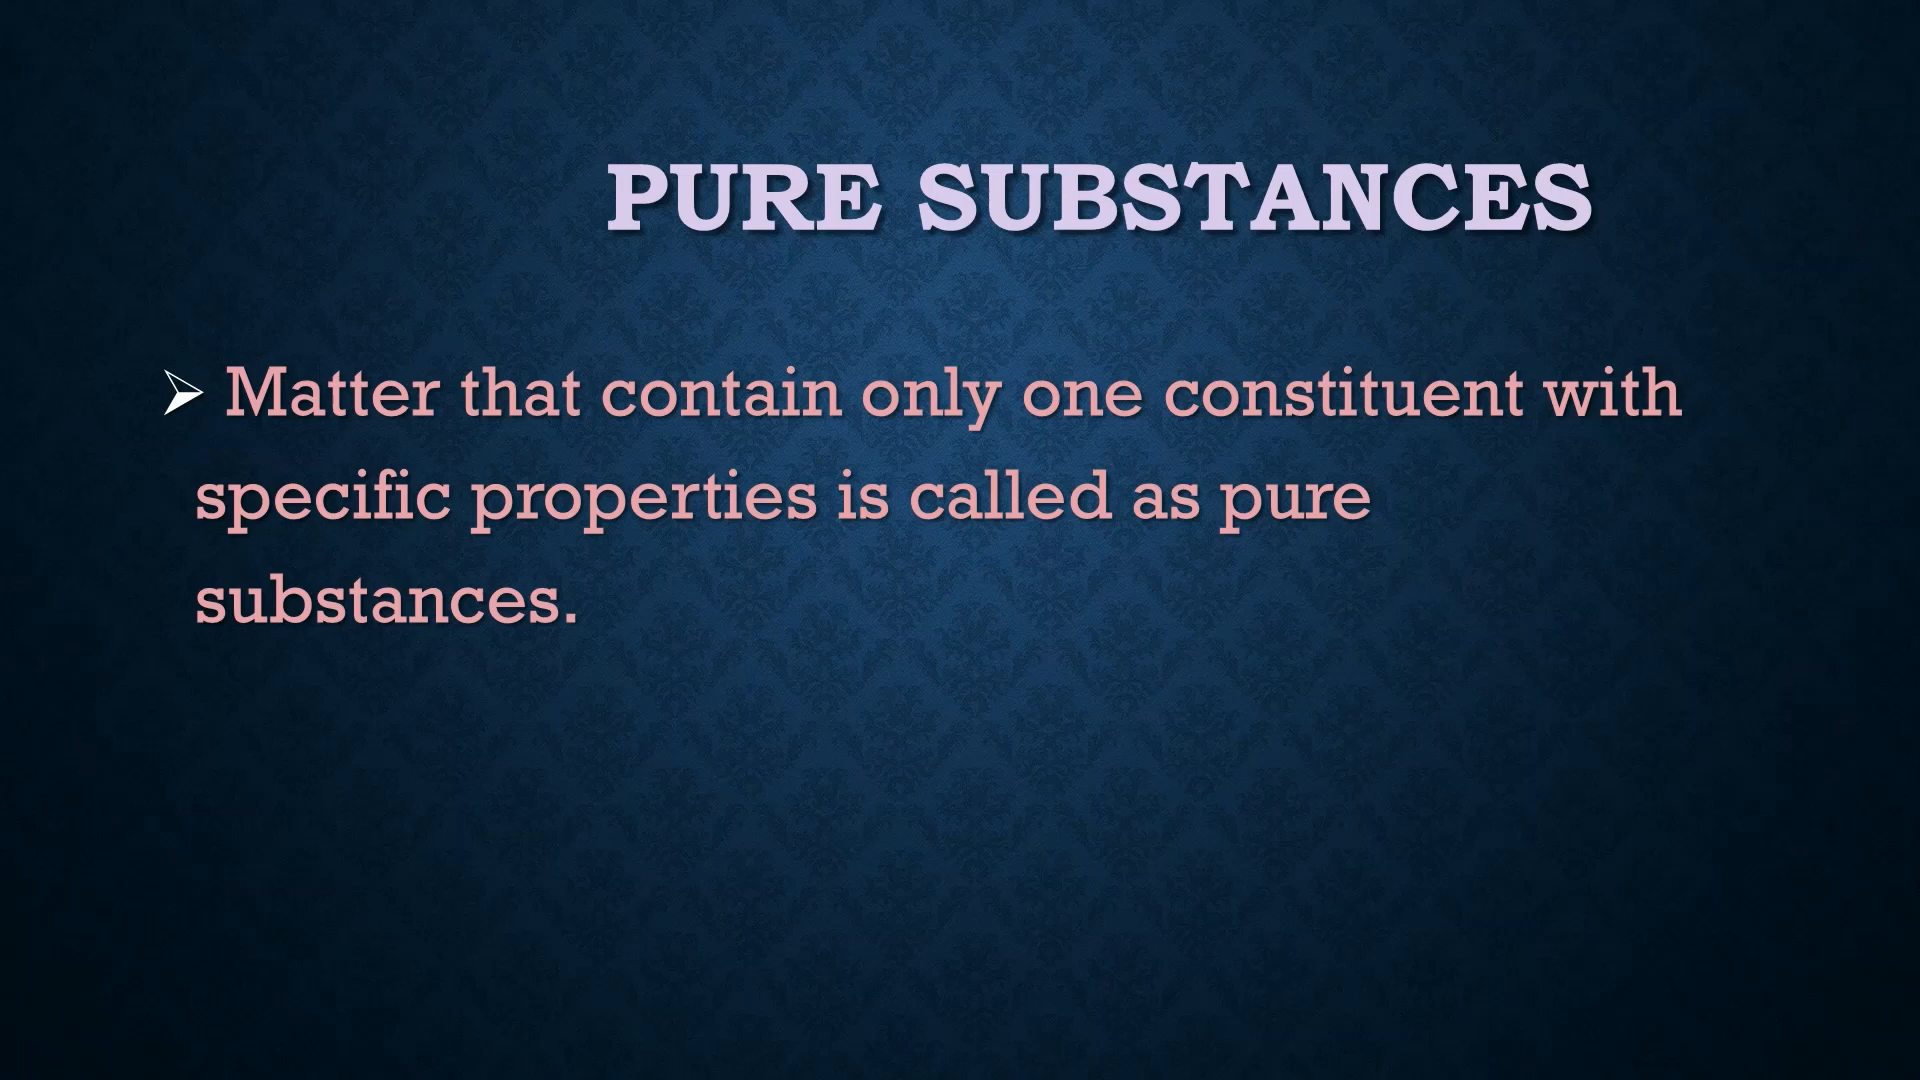 PURE SUBSTANCES
➢ Matter that contain only one constituent with
specific properties is called as pure
substances.